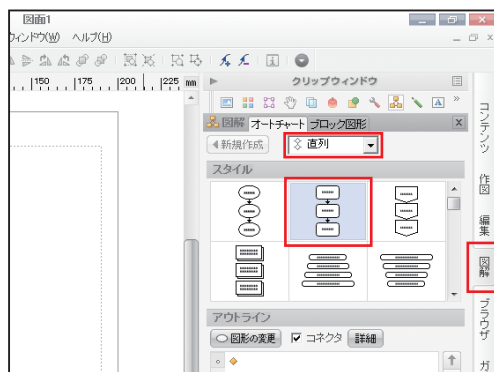 図面1
ウィンドウ(W) ヘルプ(H)
150 175 200 225 mm
クリップウィンドウ
A
図解 オートチャート ブロック図形
新規作成 直列
スタイル
アウトライン
図形の変更 コネクタ 詳細
コンテンツ
作図
編集
図解
ブラウザ
ガ